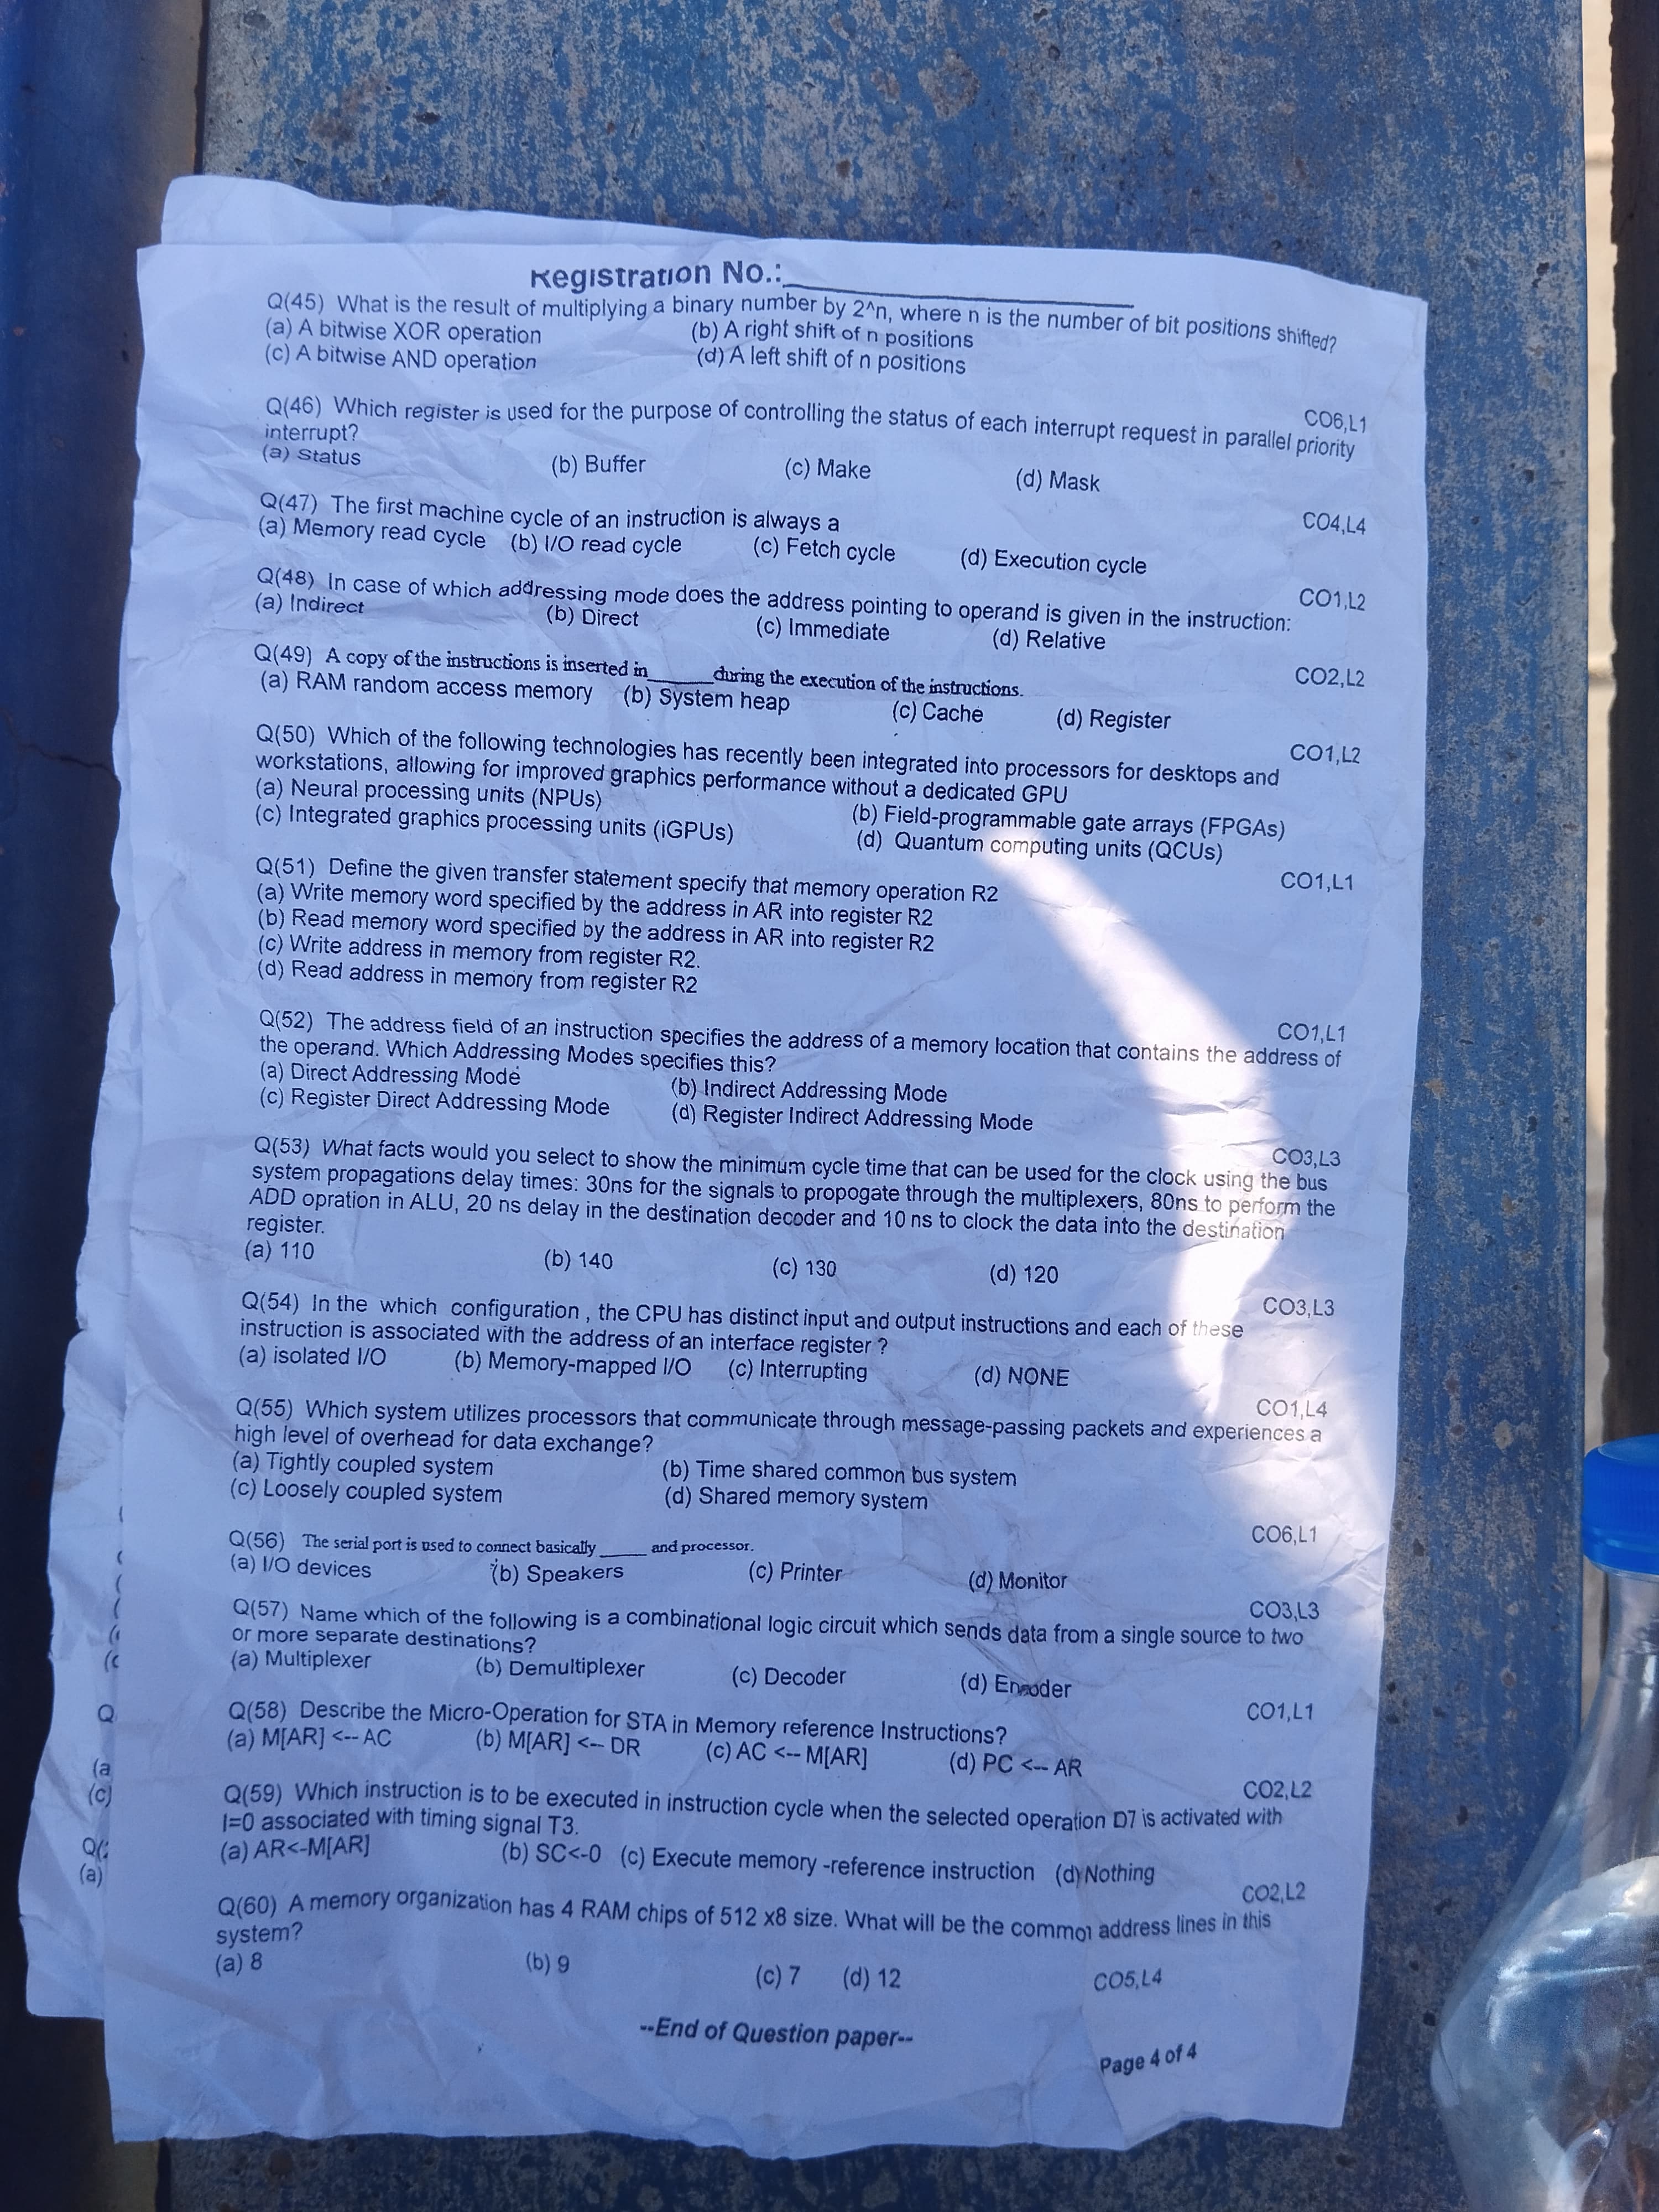 Registration No.:
Q(45) What is the result of multiplying a binary number by 2^n, where n is the number of bit positions shifted?
(a) A bitwise XOR operation (b) A right shift of n positions
(c) A bitwise AND operation (d) A left shift of n positions
CO6,L1
Q(46) Which register is used for the purpose of controlling the status of each interrupt request in parallel priority
interrupt?
(a) Status (b) Buffer (c) Make (d) Mask
CO4,L4
Q(47) The first machine cycle of an instruction is always a
(a) Memory read cycle (b) I/O read cycle (c) Fetch cycle (d) Execution cycle
CO1,L2
Q(48) In case of which addressing mode does the address pointing to operand is given in the instruction:
(a) Indirect (b) Direct (c) Immediate (d) Relative
CO2,L2
Q(49) A copy of the instructions is inserted in______during the execution of the instructions.
(a) RAM random access memory (b) System heap (c) Cache (d) Register
CO1,L2
Q(50) Which of the following technologies has recently been integrated into processors for desktops and
workstations, allowing for improved graphics performance without a dedicated GPU
(a) Neural processing units (NPUs) (b) Field-programmable gate arrays (FPGAs)
(c) Integrated graphics processing units (iGPUs) (d) Quantum computing units (QCUs)
CO1,L1
Q(51) Define the given transfer statement specify that memory operation R2
(a) Write memory word specified by the address in AR into register R2
(b) Read memory word specified by the address in AR into register R2
(c) Write address in memory from register R2.
(d) Read address in memory from register R2
CO1,L1
Q(52) The address field of an instruction specifies the address of a memory location that contains the address of
the operand. Which Addressing Modes specifies this?
(a) Direct Addressing Mode (b) Indirect Addressing Mode
(c) Register Direct Addressing Mode (d) Register Indirect Addressing Mode
CO3,L3
Q(53) What facts would you select to show the minimum cycle time that can be used for the clock using the bus
system propagations delay times: 30ns for the signals to propogate through the multiplexers, 80ns to perform the
ADD opration in ALU, 20 ns delay in the destination decoder and 10 ns to clock the data into the destination
register.
(a) 110 (b) 140 (c) 130 (d) 120
CO3,L3
Q(54) In the which configuration , the CPU has distinct input and output instructions and each of these
instruction is associated with the address of an interface register ?
(a) isolated I/O (b) Memory-mapped I/O (c) Interrupting (d) NONE
CO1,L4
Q(55) Which system utilizes processors that communicate through message-passing packets and experiences a
high level of overhead for data exchange?
(a) Tightly coupled system (b) Time shared common bus system
(c) Loosely coupled system (d) Shared memory system
CO6,L1
Q(56) The serial port is used to connect basically _____ and processor.
(a) I/O devices (b) Speakers (c) Printer (d) Monitor
CO3,L3
Q(57) Name which of the following is a combinational logic circuit which sends data from a single source to two
or more separate destinations?
(a) Multiplexer (b) Demultiplexer (c) Decoder (d) Encoder
CO1,L1
Q(58) Describe the Micro-Operation for STA in Memory reference Instructions?
(a) M[AR] <-- AC (b) M[AR] <-- DR (c) AC <-- M[AR] (d) PC <-- AR
CO2,L2
Q(59) Which instruction is to be executed in instruction cycle when the selected operation D7 is activated with
I=0 associated with timing signal T3.
(a) AR<-M[AR] (b) SC<-0 (c) Execute memory -reference instruction (d) Nothing
CO2,L2
Q(60) A memory organization has 4 RAM chips of 512 x8 size. What will be the common address lines in this
system?
(a) 8 (b) 9 (c) 7 (d) 12
CO5,L4
--End of Question paper--
Page 4 of 4